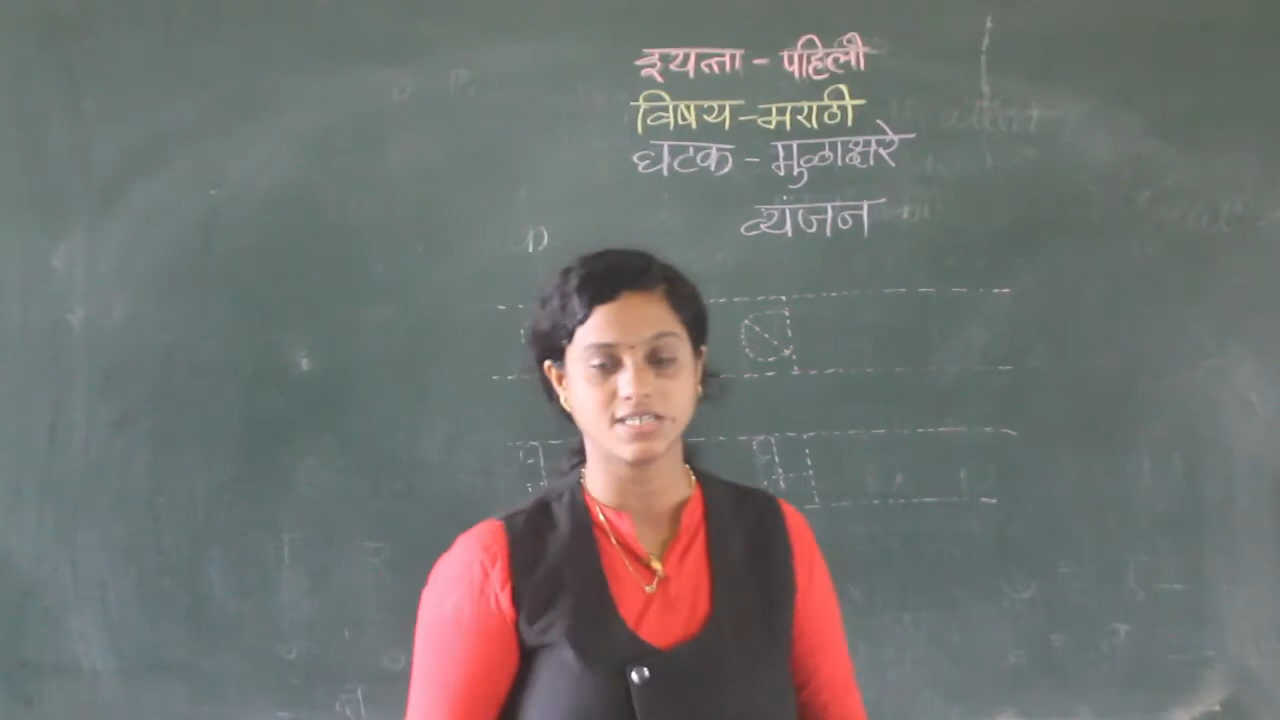 इयत्ता - पहिली
विषय - मराठी
घटक - मुळाक्षरे
व्यंजन